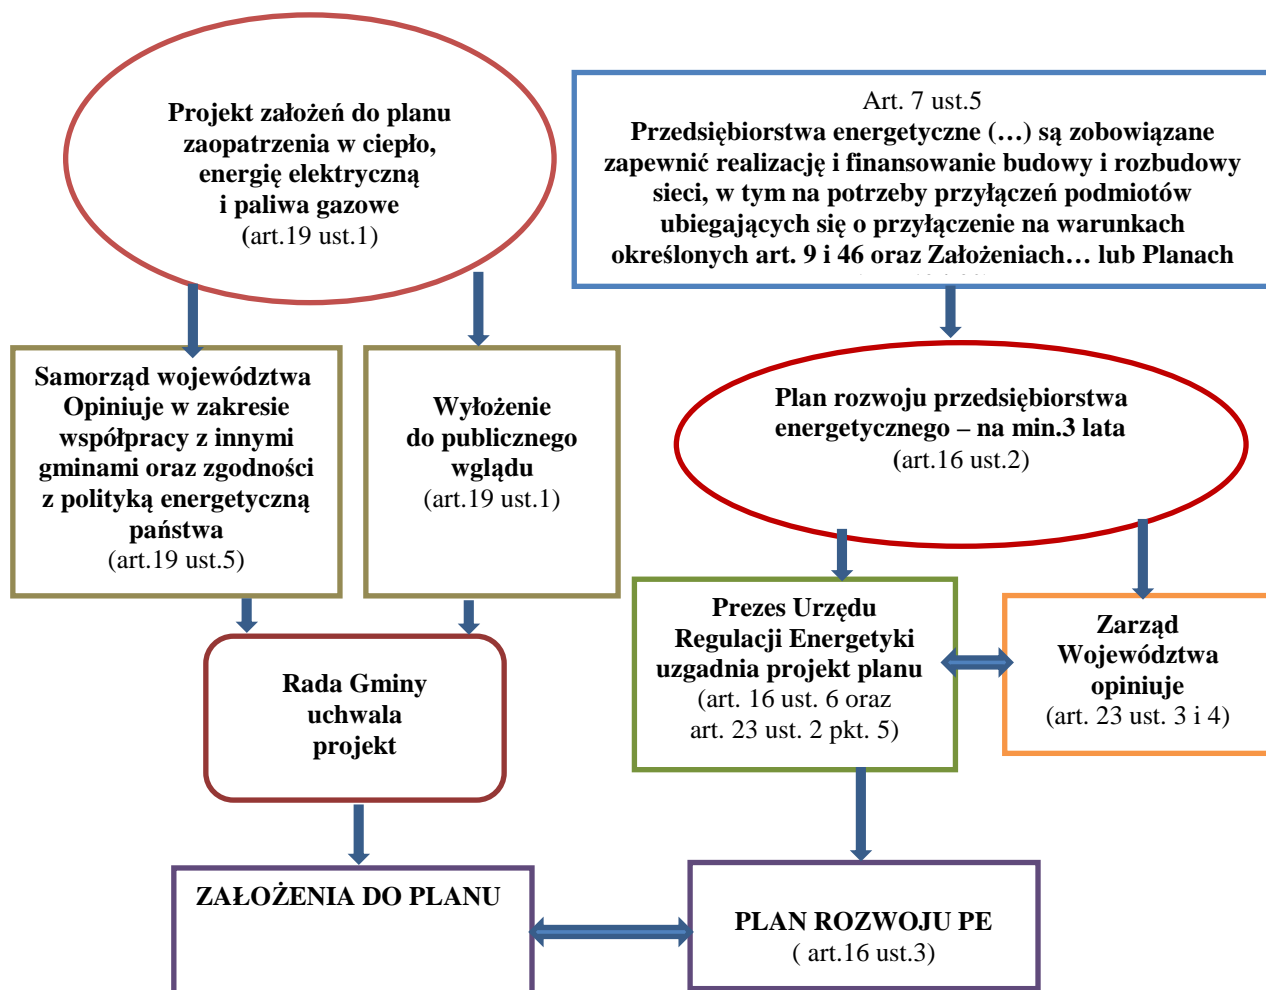 Projekt założeń do planu
zaopatrzenia w ciepło,
energię elektryczną
i paliwa gazowe
(art.19 ust.1)
Art. 7 ust.5
Przedsiębiorstwa energetyczne (…) są zobowiązane
zapewnić realizację i finansowanie budowy i rozbudowy
sieci, w tym na potrzeby przyłączeń podmiotów
ubiegających się o przyłączenie na warunkach
określonych art. 9 i 46 oraz Założeniach… lub Planach
Samorząd województwa
Opiniuje w zakresie
współpracy z innymi
gminami oraz zgodności
z polityką energetyczną
państwa
(art.19 ust.5)
Wyłożenie
do publicznego
wglądu
(art.19 ust.1)
Plan rozwoju przedsiębiorstwa
energetycznego – na min.3 lata
(art.16 ust.2)
Rada Gminy
uchwala
projekt
Prezes Urzędu
Regulacji Energetyki
uzgadnia projekt planu
(art. 16 ust. 6 oraz
art. 23 ust. 2 pkt. 5)
Zarząd
Województwa
opiniuje
(art. 23 ust. 3 i 4)
ZAŁOŻENIA DO PLANU
PLAN ROZWOJU PE
( art.16 ust.3)